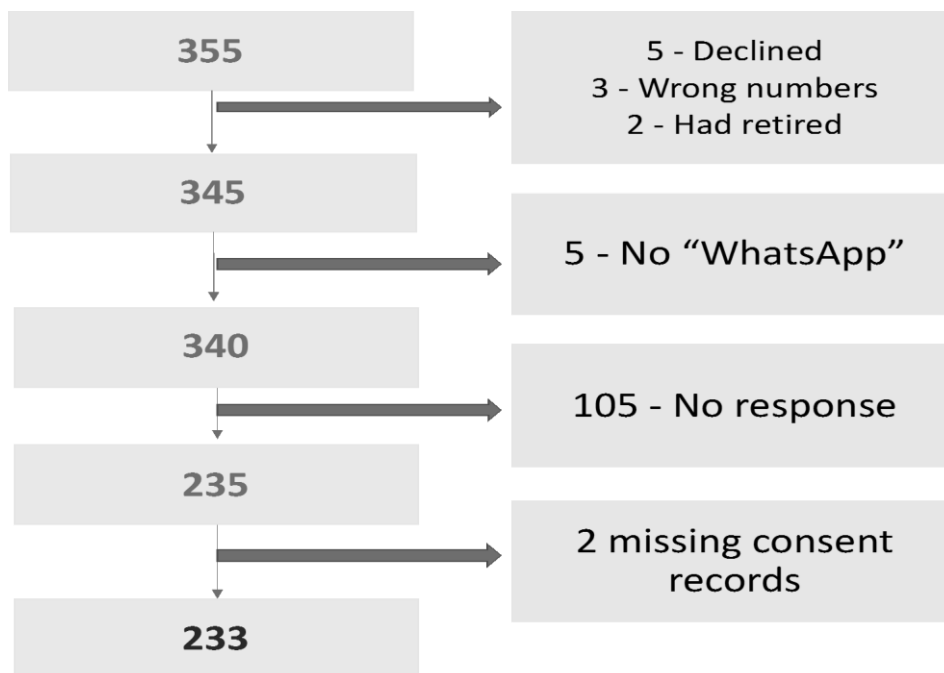 355
5 - Declined
3 - Wrong numbers
2 - Had retired
345
5 - No “WhatsApp”
340
105 - No response
235
2 missing consent
records
233